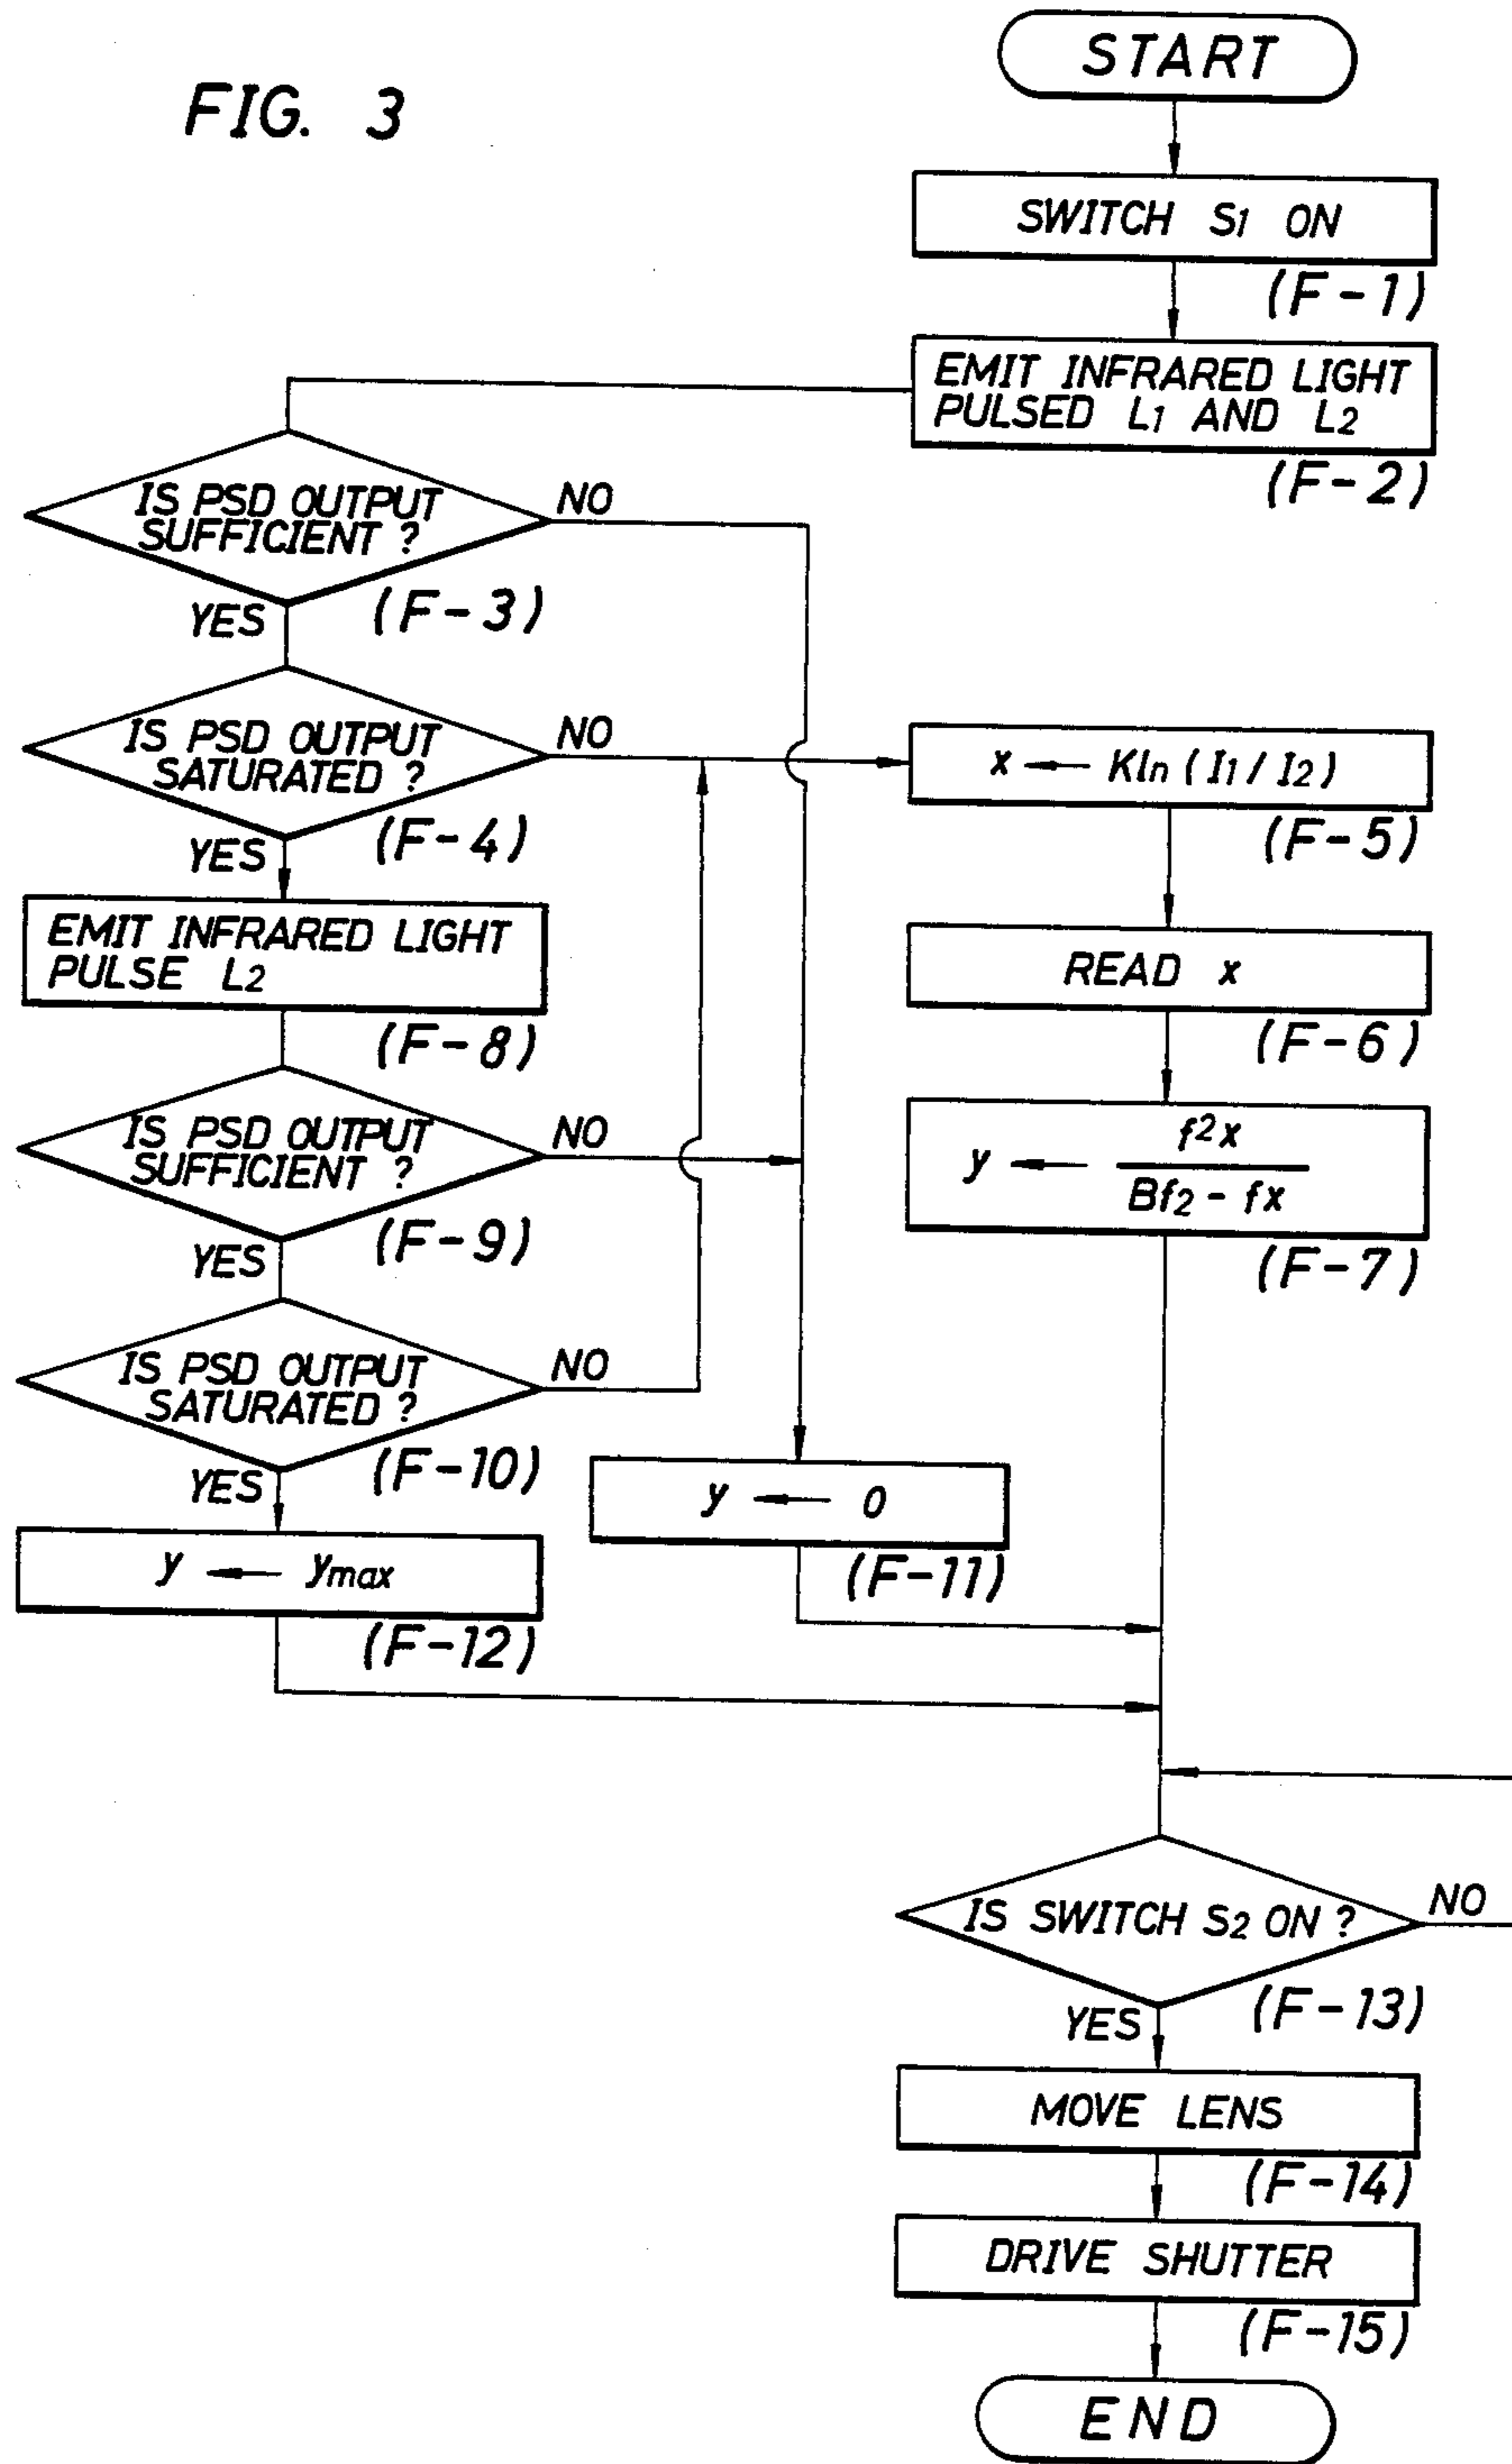 FIG. 3
START
SWITCH S1 ON
(F-1)
EMIT INFRARED LIGHT
PULSED L1 AND L2
(F-2)
IS PSD OUTPUT
SUFFICIENT ?
NO
YES
(F-3)
IS PSD OUTPUT
SATURATED ?
NO
YES
(F-4)
x ← Kln (I1 / I2)
(F-5)
READ x
(F-6)
y ← f2x / Bf2 - fx
(F-7)
EMIT INFRARED LIGHT
PULSE L2
(F-8)
IS PSD OUTPUT
SUFFICIENT ?
NO
YES
(F-9)
IS PSD OUTPUT
SATURATED ?
NO
YES
(F-10)
y ← 0
(F-11)
y ← ymax
(F-12)
IS SWITCH S2 ON ?
NO
YES
(F-13)
MOVE LENS
(F-14)
DRIVE SHUTTER
(F-15)
END